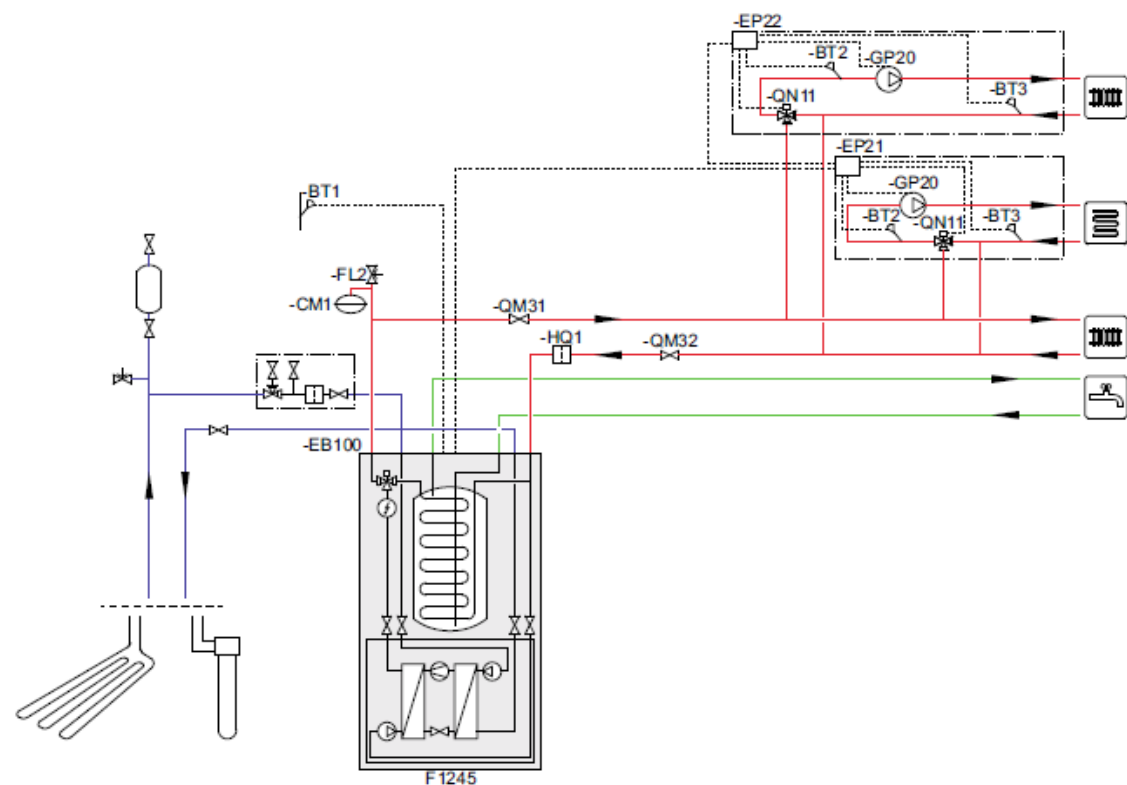 -EP22
-BT2
-GP20
-QN11
-BT3
-EP21
-GP20
-BT2
-QN11
-BT3
-BT1
-FL2
-CM1
-QM31
-HQ1
-QM32
-EB100
F1245